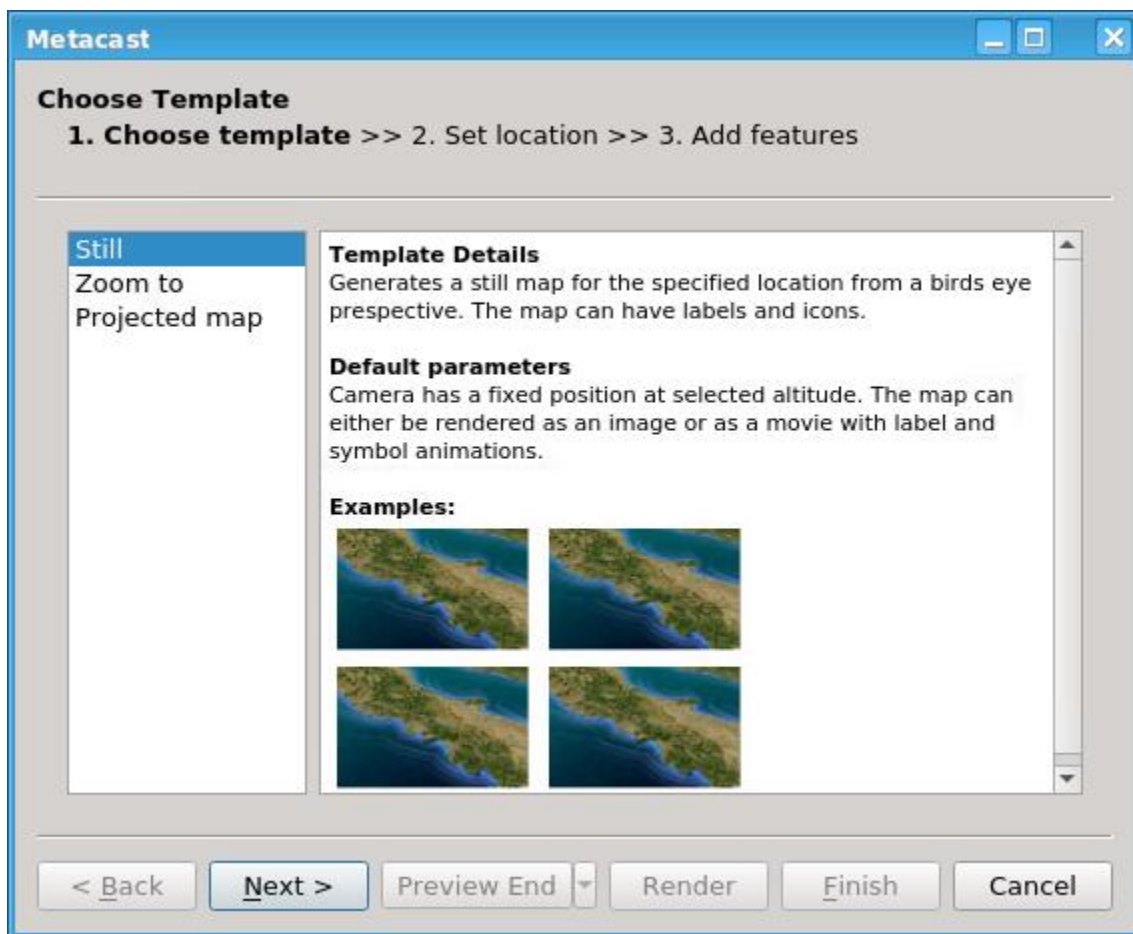 Metacast
Choose Template
1. Choose template >> 2. Set location >> 3. Add features
Still
Zoom to
Projected map
Template Details
Generates a still map for the specified location from a birds eye
prespective. The map can have labels and icons.
Default parameters
Camera has a fixed position at selected altitude. The map can
either be rendered as an image or as a movie with label and
symbol animations.
Examples:
< Back
Next >
Preview End
Render
Finish
Cancel